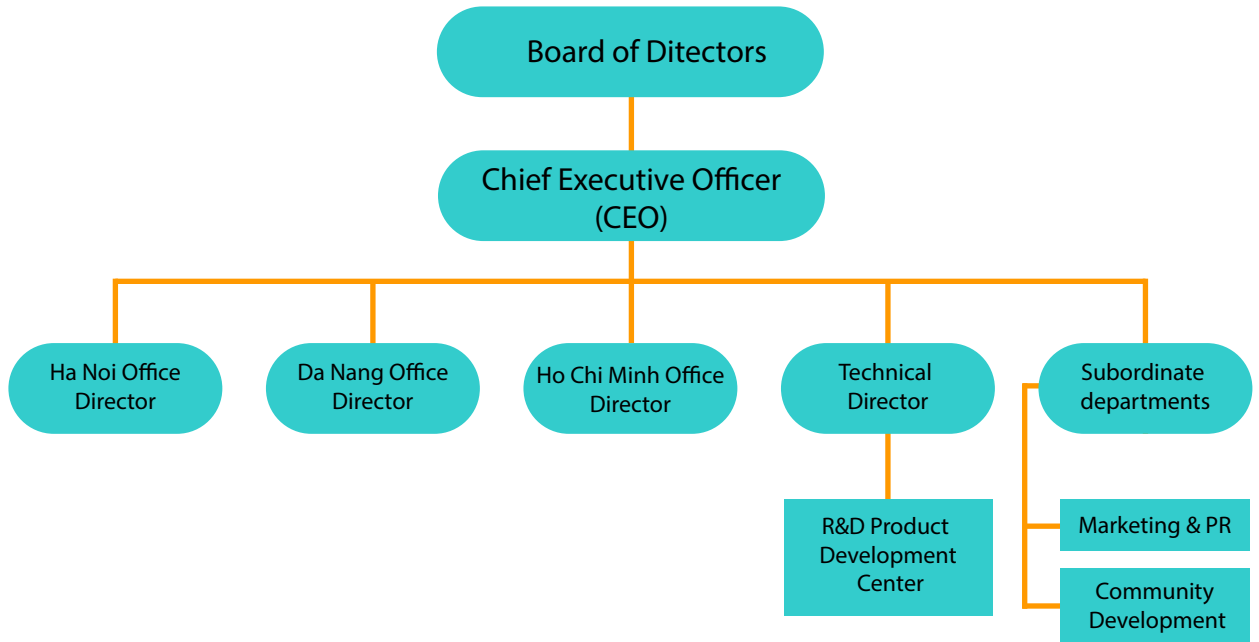 Board of Ditectors
Chief Executive Officer
(CEO)
Ha Noi Office
Director
Da Nang Office
Director
Ho Chi Minh Office
Director
Technical
Director
Subordinate
departments
R&D Product
Development
Center
Marketing & PR
Community
Development